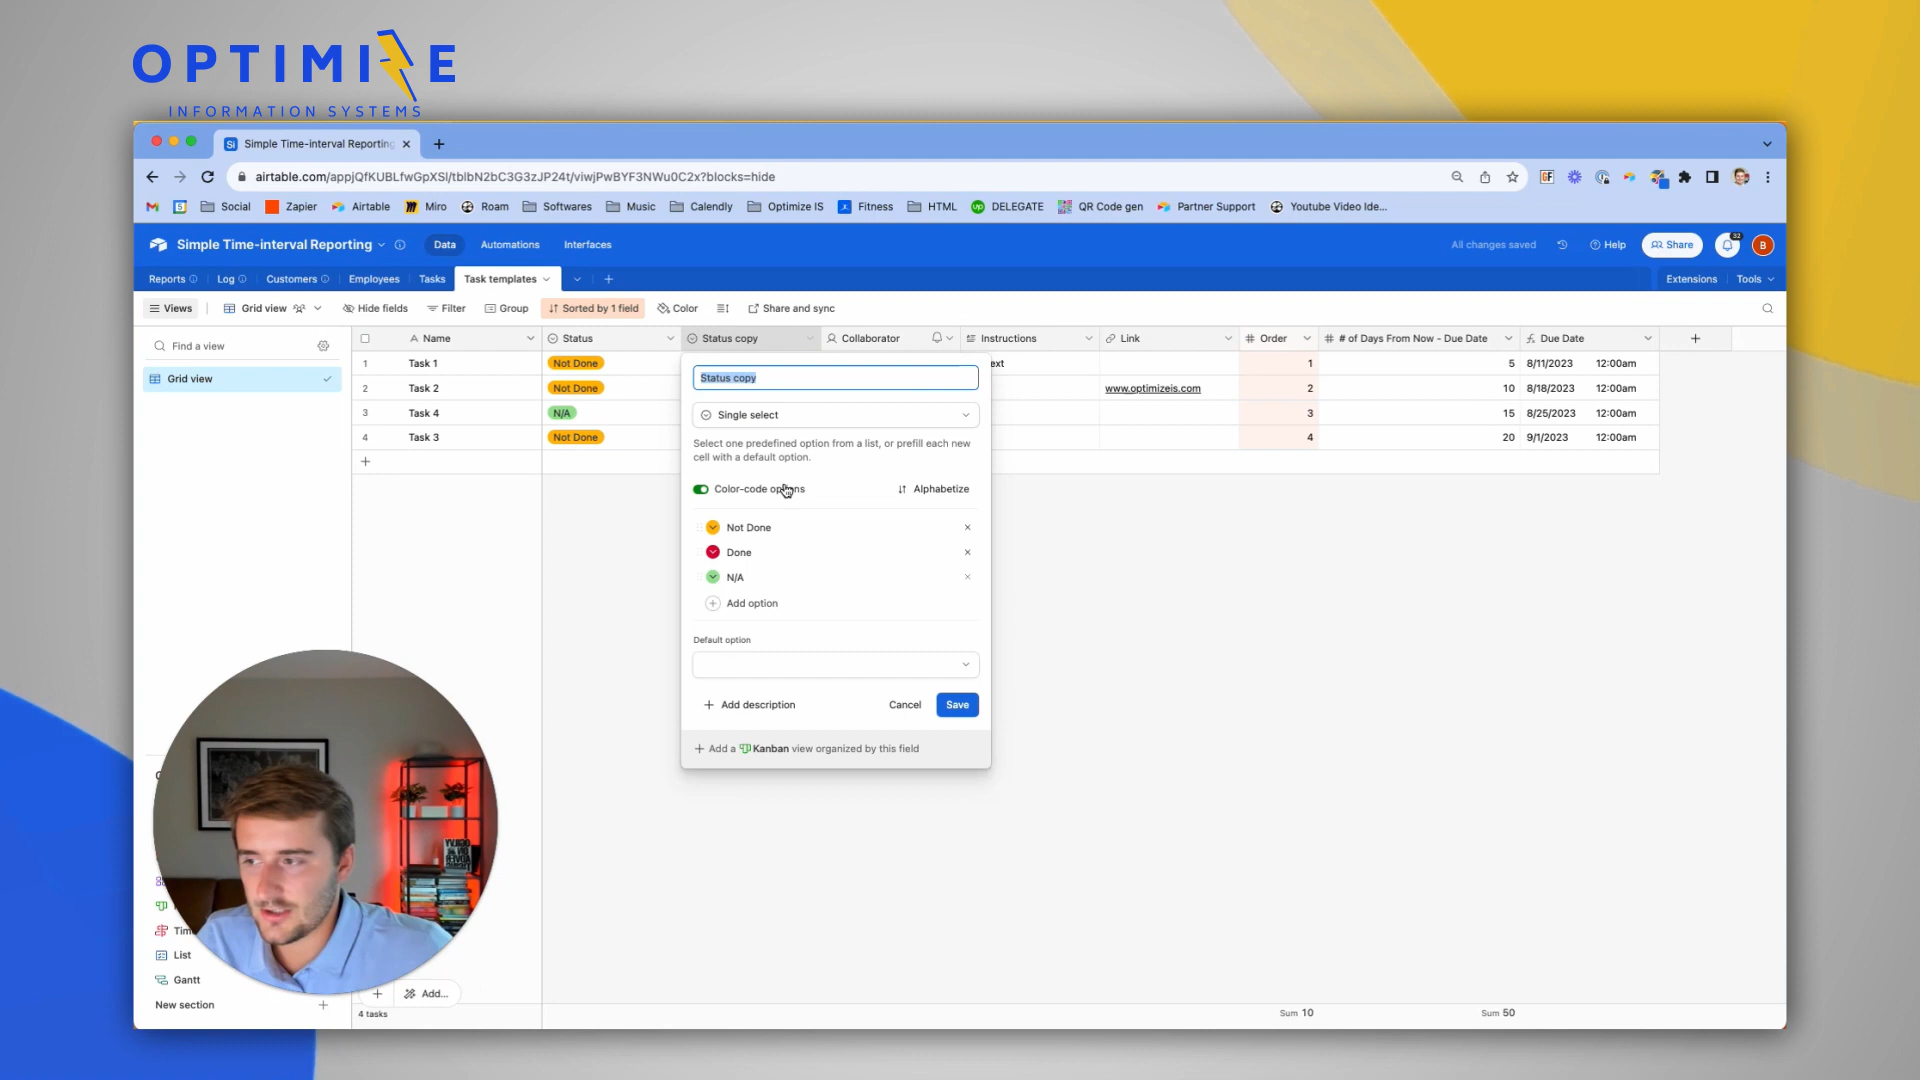 OPTIMIZE
INFORMATION SYSTEMS
Si Simple Time-interval Reporting
airtable.com/appjQfKUBLfwGpXSl/tblbN2bC3G3zJP24t/viwjPwBYF3NWu0C2x?blocks=hide
Social Zapier Airtable Miro Roam Softwares Music Calendly Optimize IS Fitness HTML DELEGATE QR Code gen Partner Support Youtube Video Ide...
Simple Time-interval Reporting Data Automations Interfaces All changes saved Help Share B
Reports Log Customers Employees Tasks Task templates Extensions Tools
Views Grid view Hide fields Filter Group Sorted by 1 field Color Share and sync
Find a view
Grid view
Name Status Status copy Collaborator Instructions Link Order # of Days From Now - Due Date Due Date
1 Task 1 Not Done ext 1 5 8/11/2023 12:00am
2 Task 2 Not Done www.optimizeis.com 2 10 8/18/2023 12:00am
3 Task 4 N/A 3 15 8/25/2023 12:00am
4 Task 3 Not Done 4 20 9/1/2023 12:00am
Status copy
Single select
Select one predefined option from a list, or prefill each new
cell with a default option.
Color-code options Alphabetize
Not Done
Done
N/A
Add option
Default option
Add description Cancel Save
Add a Kanban view organized by this field
Tim
List
Gantt
New section
Add...
4 tasks Sum 10 Sum 50